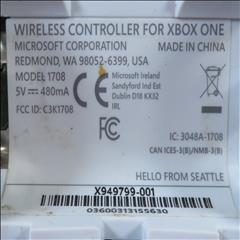 WIRELESS CONTROLLER FOR XBOX ONE
MICROSOFT CORPORATION MADE IN CHINA
REDMOND, WA 98052-6399, USA
MODEL 1708
5V ⎓ 480mA
FCC ID: C3K1708
Microsoft Ireland
Sandyford Ind Est
Dublin D18 KX32
IRL
IC: 3048A-1708
CAN ICES-3(B)/NMB-3(B)
HELLO FROM SEATTLE
X949799-001
03600313155630